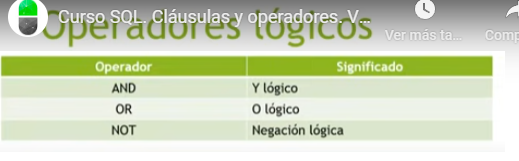 Curso SQL. Cláusulas y operadores. V...
Operadores lógicos
Ver más ta...
Comp
Operador Significado
AND Y lógico
OR O lógico
NOT Negación lógica